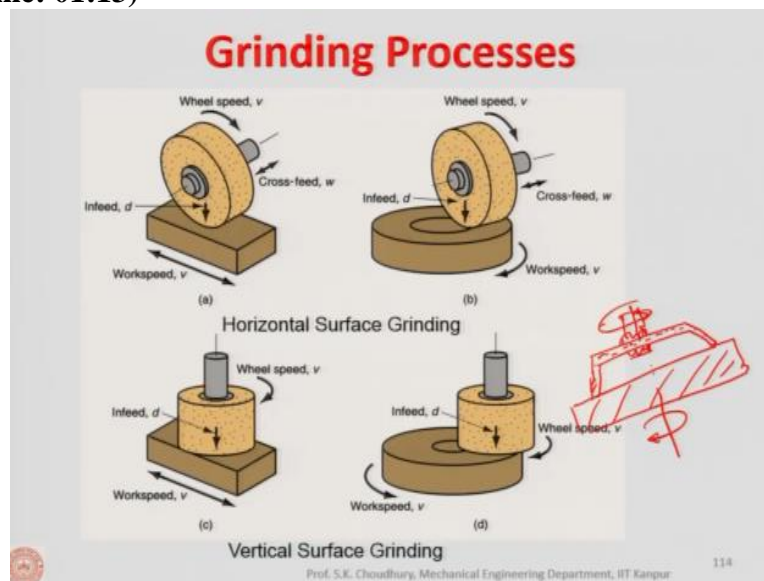 Grinding Processes
Wheel speed, v
Wheel speed, v
Cross-feed, w
Cross-feed, w
Infeed, d
Infeed, d
Workspeed, v
Workspeed, v
(a)
(b)
Horizontal Surface Grinding
Wheel speed, v
Infeed, d
Infeed, d
Wheel speed, v
Workspeed, v
Workspeed, v
(c)
(d)
Vertical Surface Grinding
114
Prof. S.K. Choudhury, Mechanical Engineering Department, IIT Kanpur